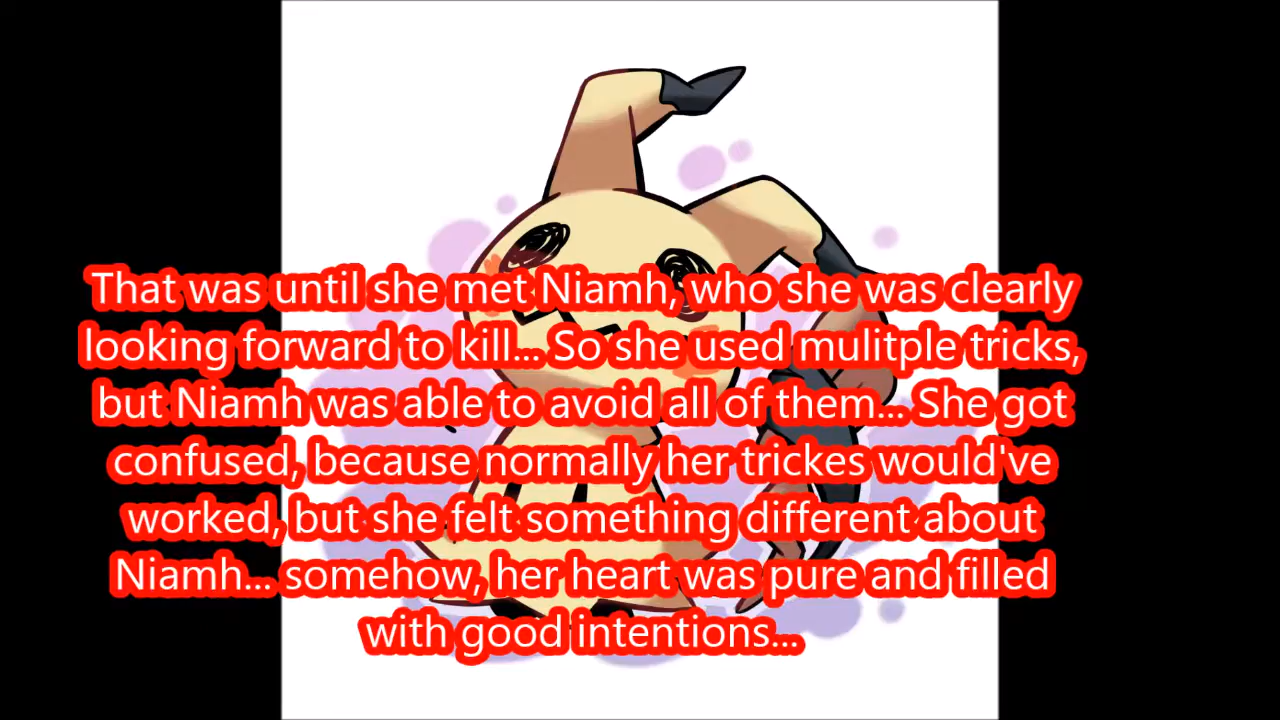 That was until she met Niamh, who she was clearly
looking forward to kill... So she used mulitple tricks,
but Niamh was able to avoid all of them... She got
confused, because normally her trickes would've
worked, but she felt something different about
Niamh... somehow, her heart was pure and filled
with good intentions...